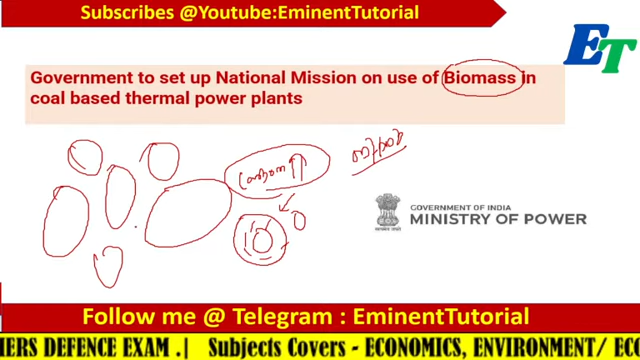 Subscribes @Youtube:EminentTutorial
ET
Government to set up National Mission on use of Biomass in
coal based thermal power plants
Carbon
GOVERNMENT OF INDIA
MINISTRY OF POWER
Follow me @ Telegram : EminentTutorial
IERS DEFENCE EXAM .| Subjects Covers - ECONOMICS, ENVIRONMENT/ EC